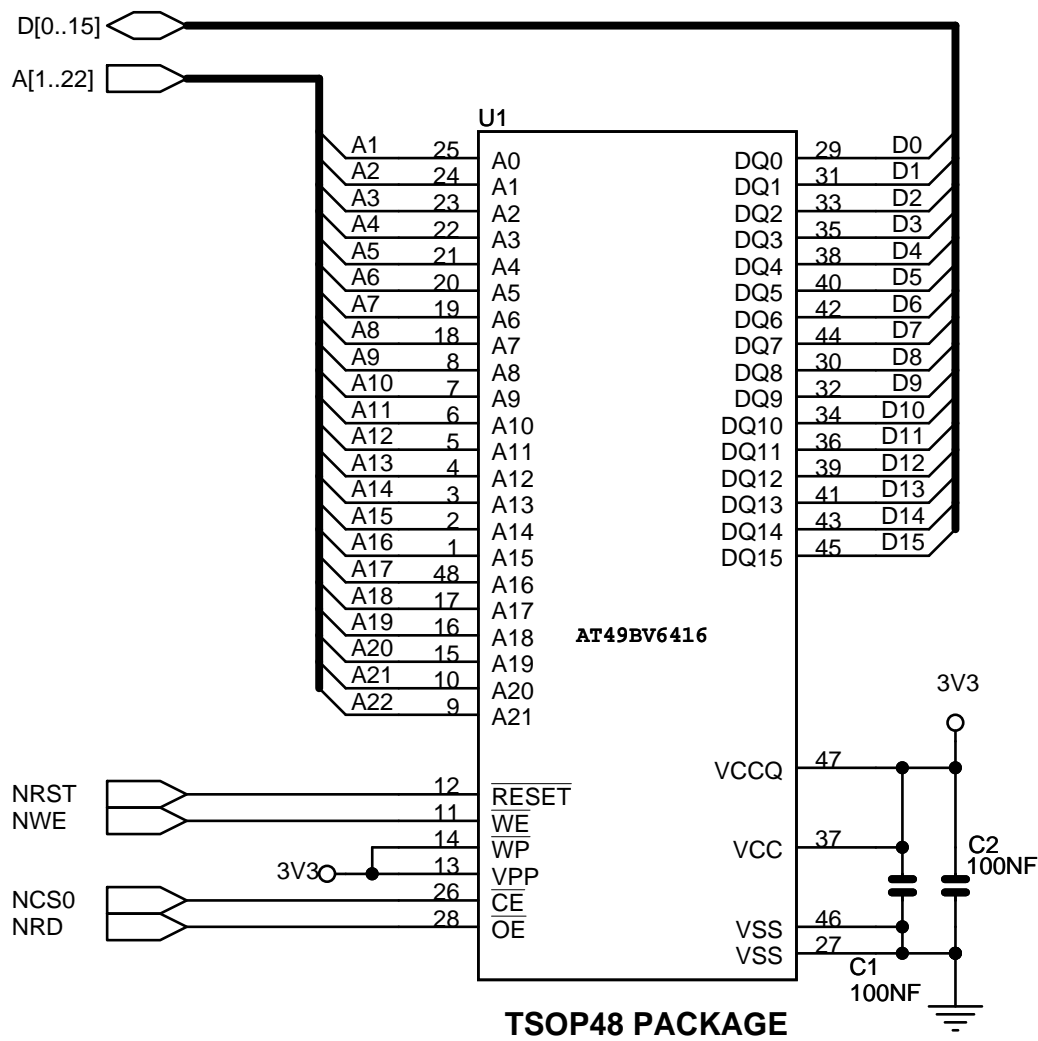 D[0..15]
A[1..22]
U1
A1 25 A0 DQ0 29 D0
A2 24 A1 DQ1 31 D1
A3 23 A2 DQ2 33 D2
A4 22 A3 DQ3 35 D3
A5 21 A4 DQ4 38 D4
A6 20 A5 DQ5 40 D5
A7 19 A6 DQ6 42 D6
A8 18 A7 DQ7 44 D7
A9 8 A8 DQ8 30 D8
A10 7 A9 DQ9 32 D9
A11 6 A10 DQ10 34 D10
A12 5 A11 DQ11 36 D11
A13 4 A12 DQ12 39 D12
A14 3 A13 DQ13 41 D13
A15 2 A14 DQ14 43 D14
A16 1 A15 DQ15 45 D15
A17 48 A16
A18 17 A17
A19 16 A18
AT49BV6416
A20 15 A19
A21 10 A20
A22 9 A21
3V3
VCCQ 47
NRST 12 RESET
NWE 11 WE
14 WP
VCC 37
3V3 13 VPP
C2
100NF
NCS0 26 CE
NRD 28 OE
VSS 46
VSS 27
C1
100NF
TSOP48 PACKAGE